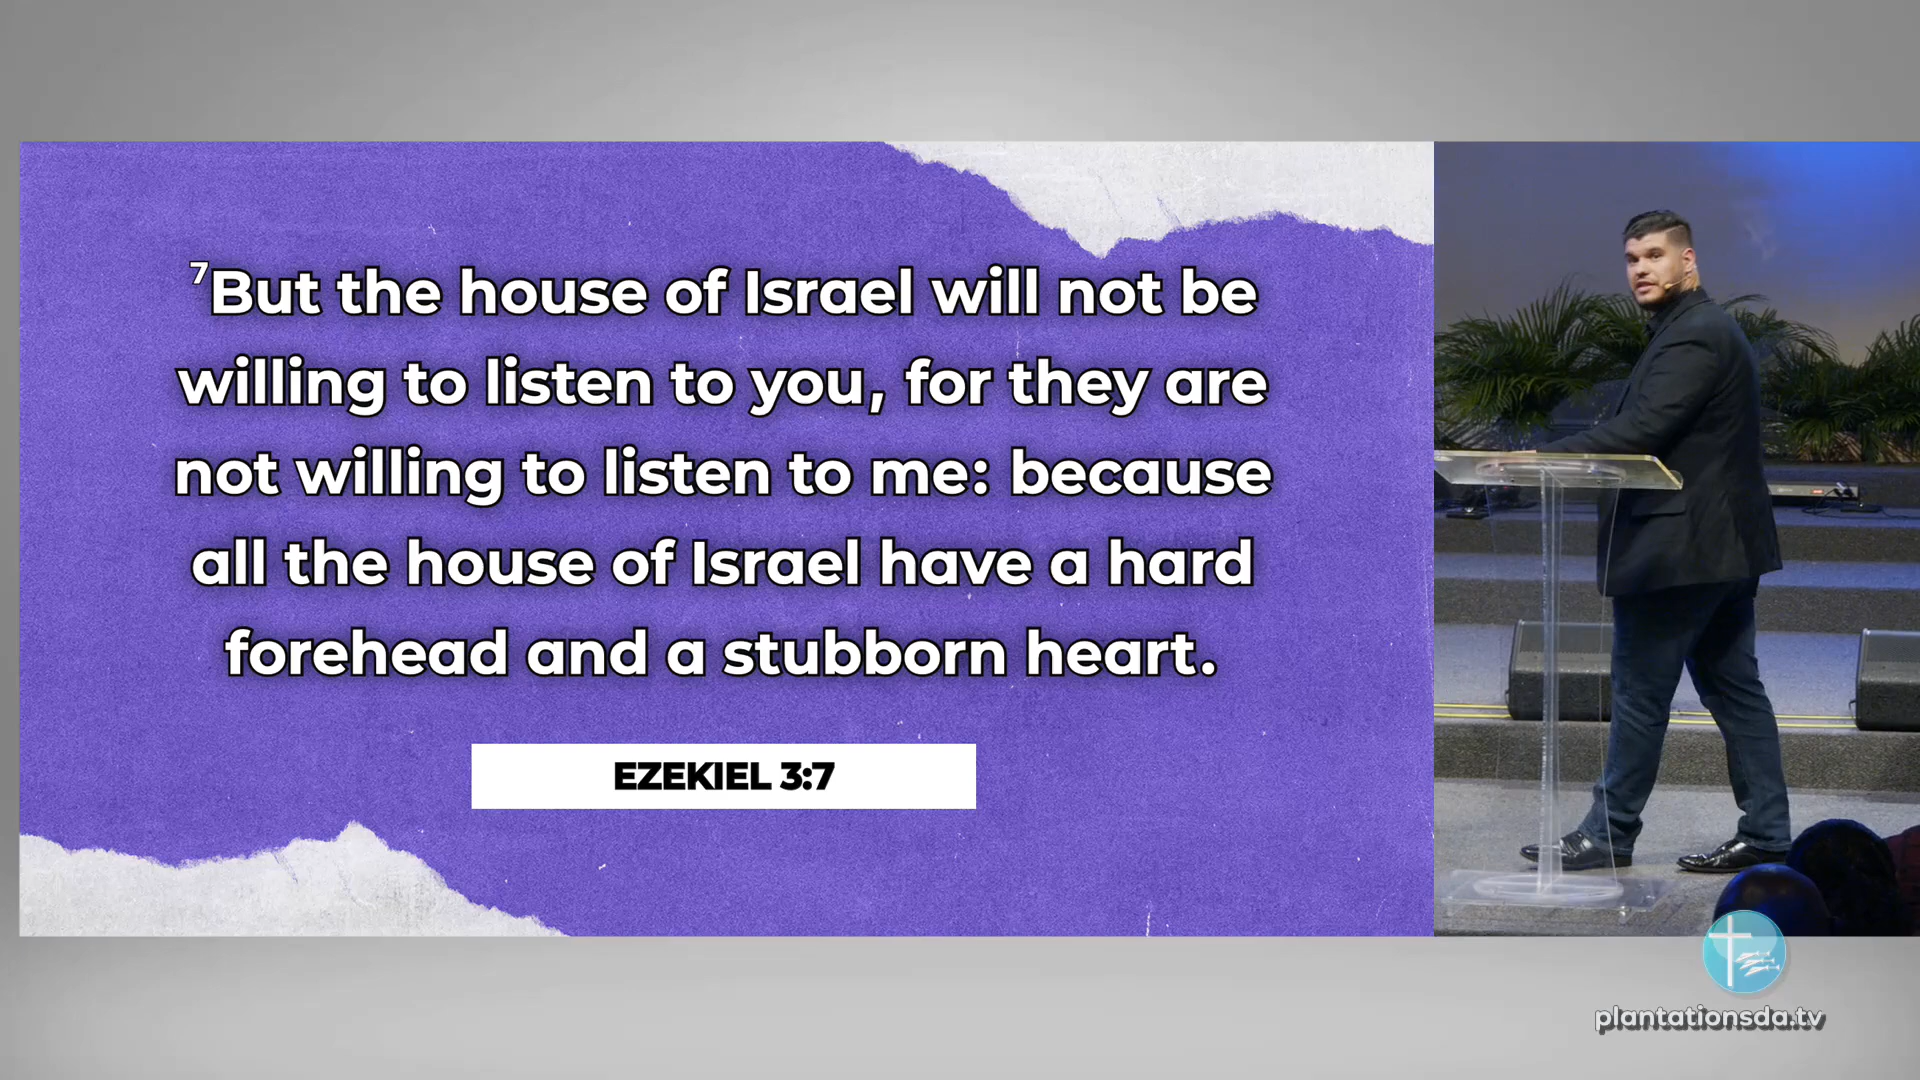 ⁷But the house of Israel will not be
willing to listen to you, for they are
not willing to listen to me: because
all the house of Israel have a hard
forehead and a stubborn heart.
EZEKIEL 3:7
plantationsda.tv